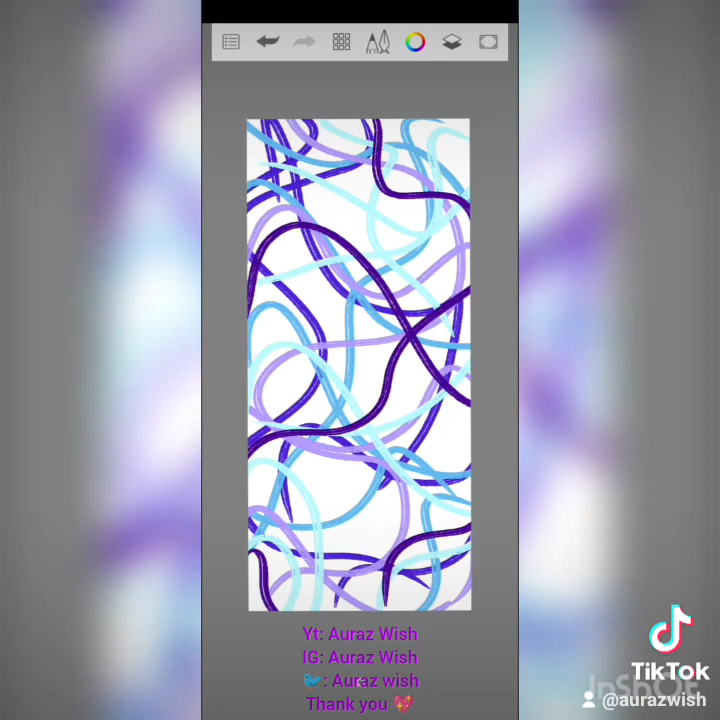 Yt: Auraz Wish
IG: Auraz Wish
🐦: Auraz wish
Thank you 💖
TikTok
InShOt
@aurazwish